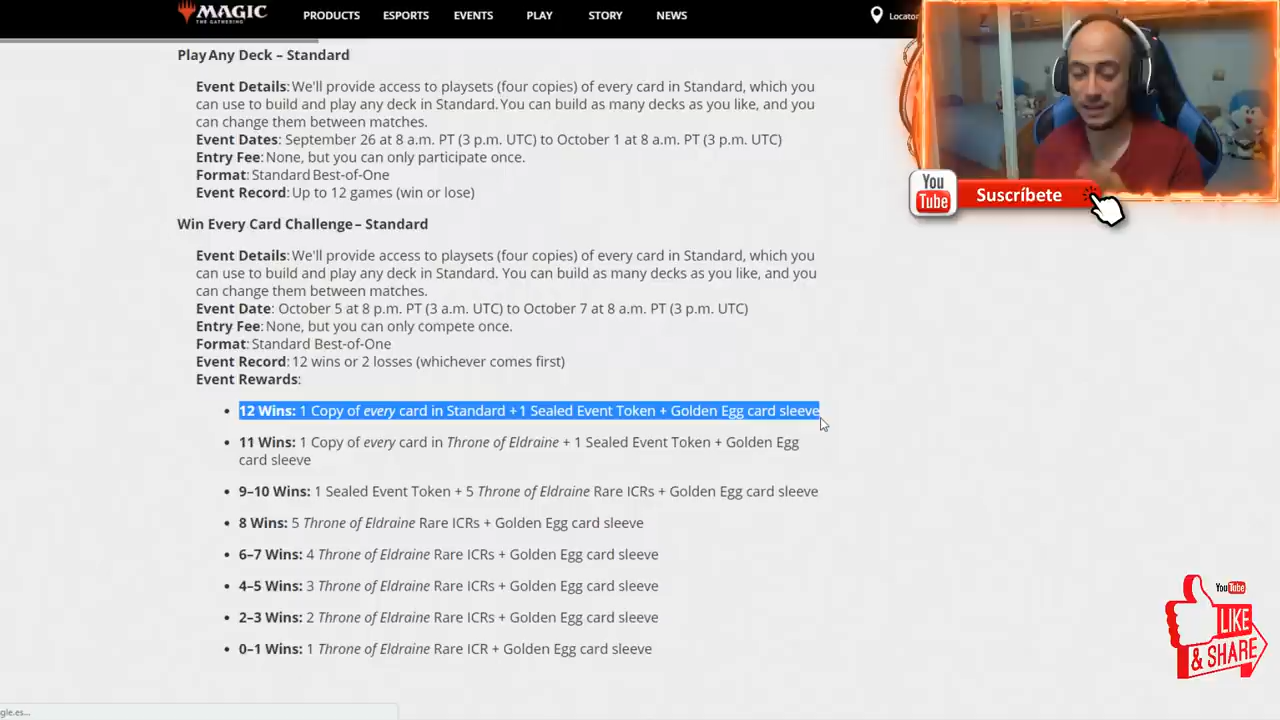 MAGIC
THE GATHERING
PRODUCTS ESPORTS EVENTS PLAY STORY NEWS
Locator
Play Any Deck – Standard
Event Details: We'll provide access to playsets (four copies) of every card in Standard, which you
can use to build and play any deck in Standard. You can build as many decks as you like, and you
can change them between matches.
Event Dates: September 26 at 8 a.m. PT (3 p.m. UTC) to October 1 at 8 a.m. PT (3 p.m. UTC)
Entry Fee: None, but you can only participate once.
Format: Standard Best-of-One
Event Record: Up to 12 games (win or lose)
You
Tube
Suscríbete
Win Every Card Challenge – Standard
Event Details: We'll provide access to playsets (four copies) of every card in Standard, which you
can use to build and play any deck in Standard. You can build as many decks as you like, and you
can change them between matches.
Event Date: October 5 at 8 p.m. PT (3 a.m. UTC) to October 7 at 8 a.m. PT (3 p.m. UTC)
Entry Fee: None, but you can only compete once.
Format: Standard Best-of-One
Event Record: 12 wins or 2 losses (whichever comes first)
Event Rewards:
• 12 Wins: 1 Copy of every card in Standard + 1 Sealed Event Token + Golden Egg card sleeve
• 11 Wins: 1 Copy of every card in Throne of Eldraine + 1 Sealed Event Token + Golden Egg
card sleeve
• 9–10 Wins: 1 Sealed Event Token + 5 Throne of Eldraine Rare ICRs + Golden Egg card sleeve
• 8 Wins: 5 Throne of Eldraine Rare ICRs + Golden Egg card sleeve
• 6–7 Wins: 4 Throne of Eldraine Rare ICRs + Golden Egg card sleeve
• 4–5 Wins: 3 Throne of Eldraine Rare ICRs + Golden Egg card sleeve
• 2–3 Wins: 2 Throne of Eldraine Rare ICRs + Golden Egg card sleeve
• 0–1 Wins: 1 Throne of Eldraine Rare ICR + Golden Egg card sleeve
YouTube
LIKE
& SHARE
gle.es...